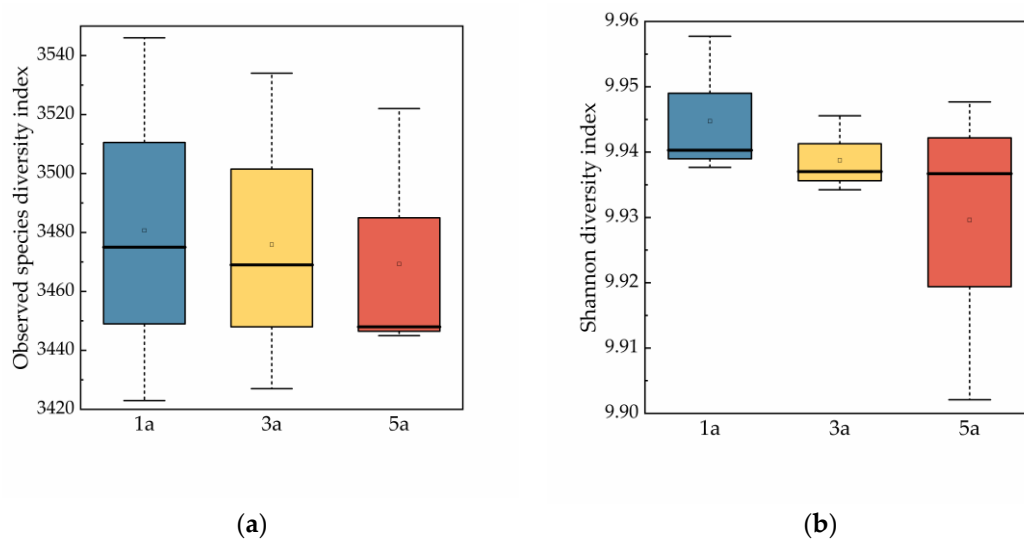 Observed species diversity index
3540
3520
3500
3480
3460
3440
3420
1a 3a 5a
(a)
Shannon diversity index
9.96
9.95
9.94
9.93
9.92
9.91
9.90
1a 3a 5a
(b)